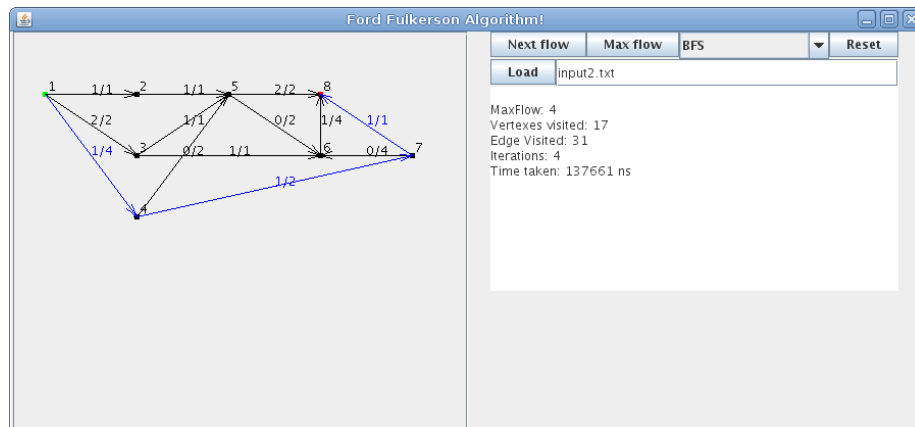 Ford Fulkerson Algorithm!
Next flow Max flow BFS Reset
Load input2.txt
MaxFlow: 4
Vertexes visited: 17
Edge Visited: 31
Iterations: 4
Time taken: 137661 ns
1 1/1 2 1/1 5 2/2 8
2/2 1/1 0/2 1/4 1/1
1/4 3 0/2 1/1 6 0/4 7
1/2
4